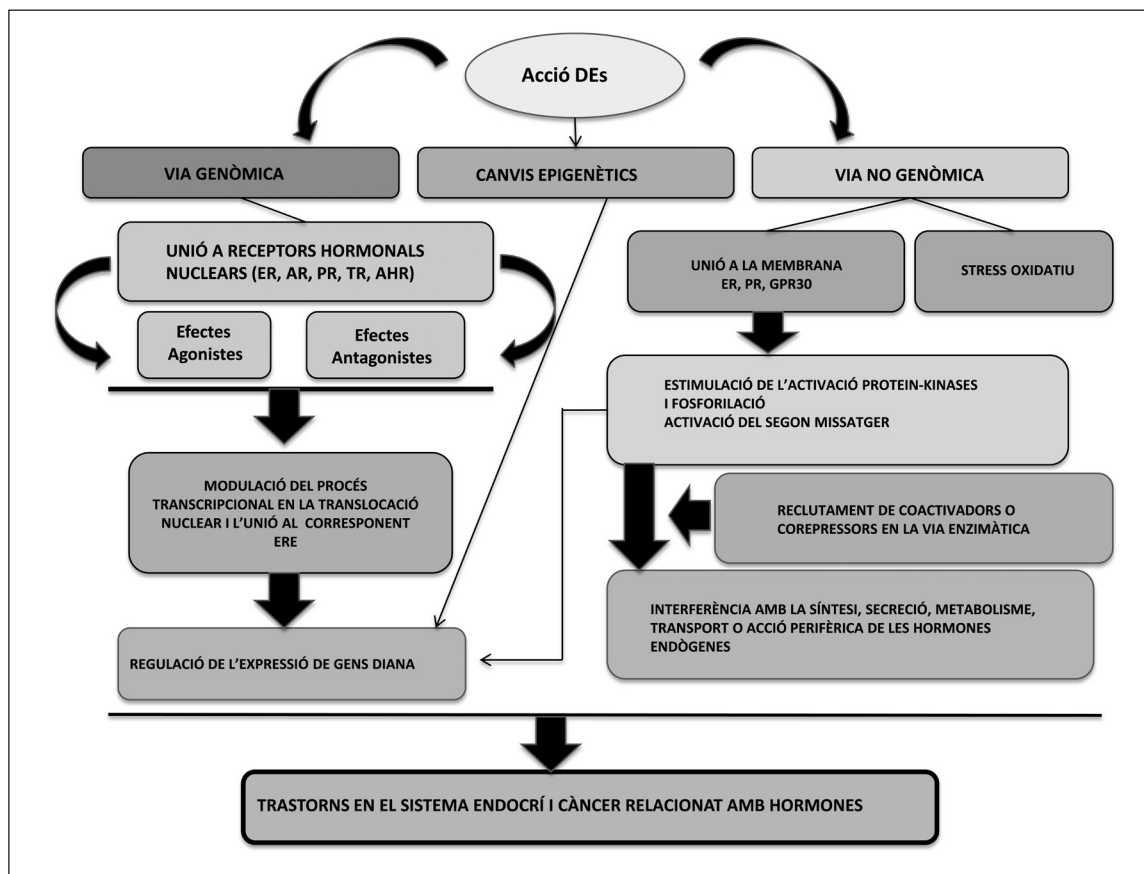 Acció DEs
VIA GENÒMICA
CANVIS EPIGENÈTICS
VIA NO GENÒMICA
UNIÓ A RECEPTORS HORMONALS
NUCLEARS (ER, AR, PR, TR, AHR)
UNIÓ A LA MEMBRANA
ER, PR, GPR30
STRESS OXIDATIU
Efectes
Agonistes
Efectes
Antagonistes
ESTIMULACIÓ DE L’ACTIVACIÓ PROTEIN-KINASES
I FOSFORILACIÓ
ACTIVACIÓ DEL SEGON MISSATGER
MODULACIÓ DEL PROCÉS
TRANSCRIPCIONAL EN LA TRANSLOCACIÓ
NUCLEAR I L’UNIÓ AL CORRESPONENT
ERE
RECLUTAMENT DE COACTIVADORS O
COREPRESSORS EN LA VIA ENZIMÀTICA
INTERFERÈNCIA AMB LA SÍNTESI, SECRECIÓ, METABOLISME,
TRANSPORT O ACCIÓ PERIFÈRICA DE LES HORMONES
ENDÒGENES
REGULACIÓ DE L’EXPRESSIÓ DE GENS DIANA
TRASTORNS EN EL SISTEMA ENDOCRÍ I CÀNCER RELACIONAT AMB HORMONES